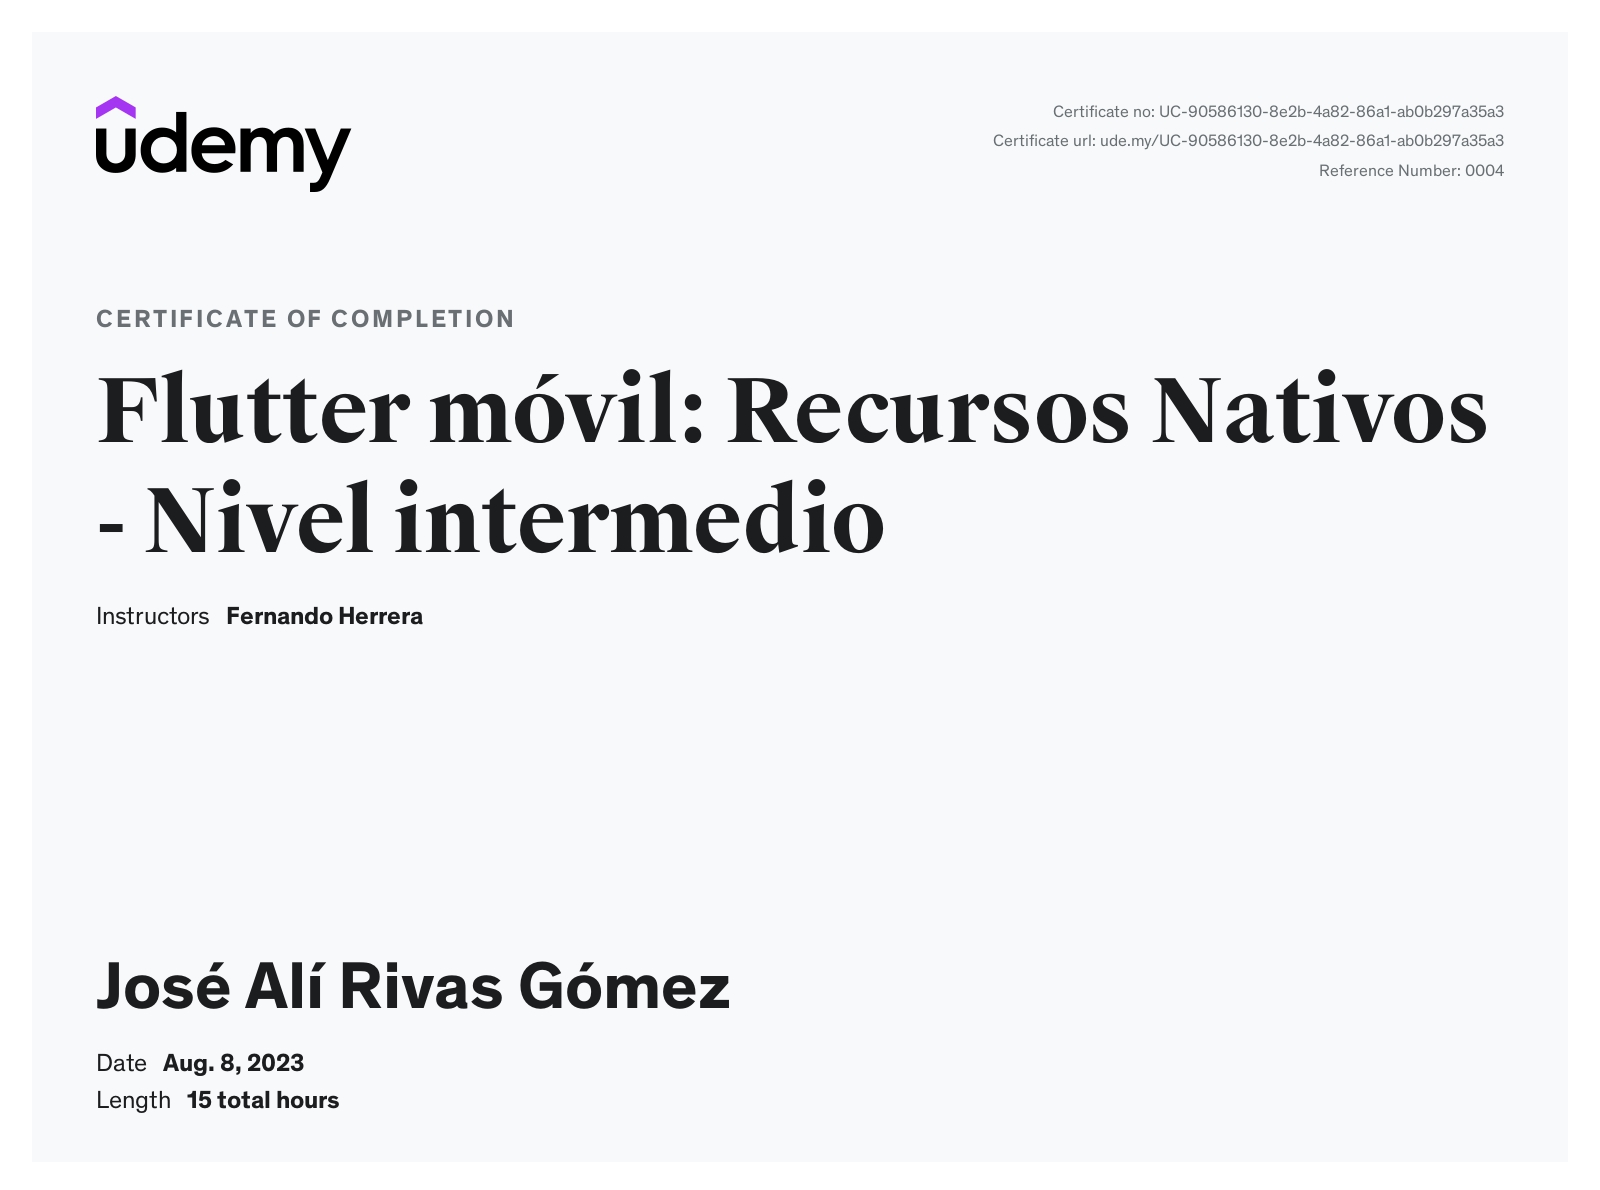 udemy
Certificate no: UC-90586130-8e2b-4a82-86a1-ab0b297a35a3
Certificate url: ude.my/UC-90586130-8e2b-4a82-86a1-ab0b297a35a3
Reference Number: 0004
CERTIFICATE OF COMPLETION
Flutter móvil: Recursos Nativos
- Nivel intermedio
Instructors Fernando Herrera
José Alí Rivas Gómez
Date Aug. 8, 2023
Length 15 total hours